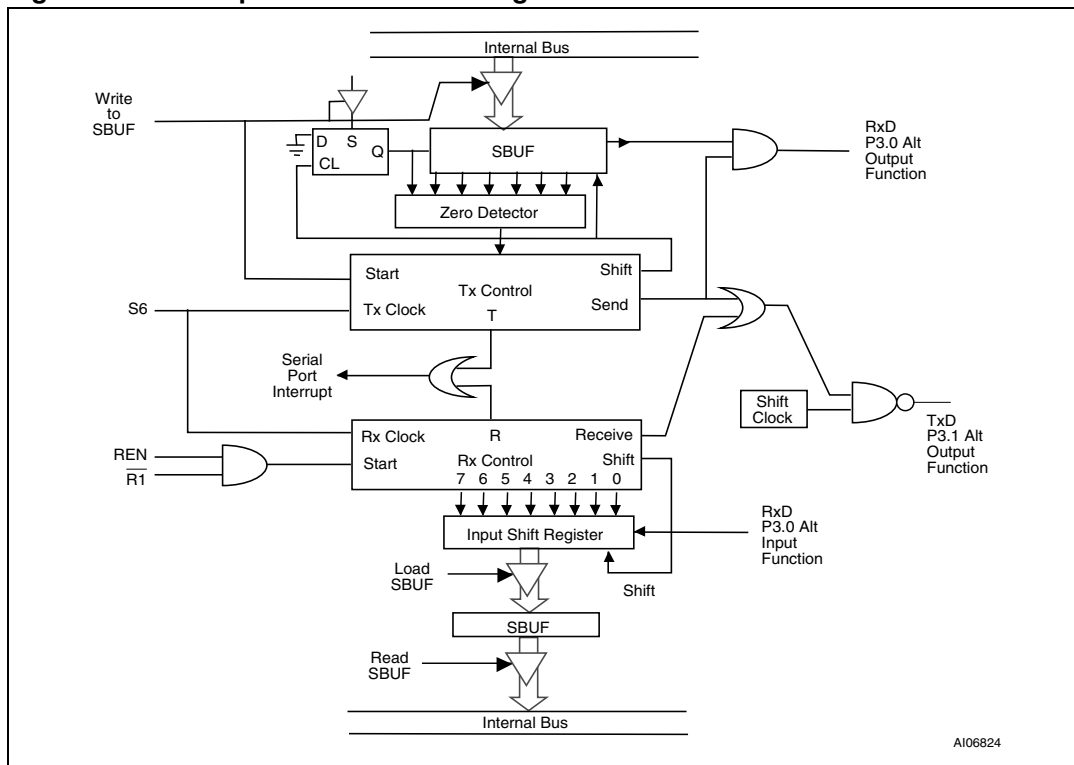 Internal Bus
Write
to
SBUF
D S
Q
CL
SBUF
RxD
P3.0 Alt
Output
Function
Zero Detector
Start
Shift
Tx Control
S6
Tx Clock
Send
T
Serial
Port
Interrupt
Shift
Clock
TxD
P3.1 Alt
Output
Function
Rx Clock
R
Receive
REN
R1
Start
Rx Control
Shift
7 6 5 4 3 2 1 0
Input Shift Register
RxD
P3.0 Alt
Input
Function
Load
SBUF
Shift
SBUF
Read
SBUF
Internal Bus
AI06824